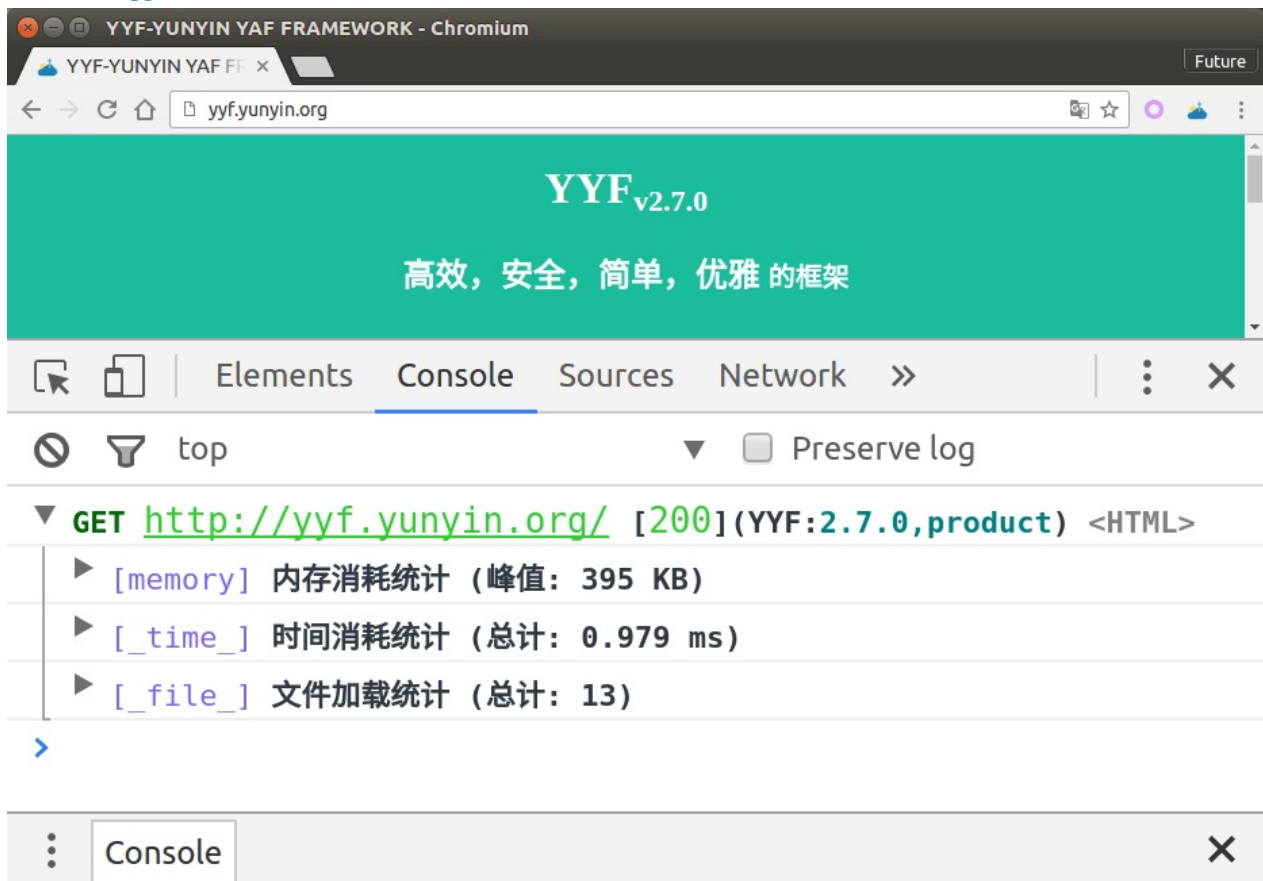 YYF-YUNYIN YAF FRAMEWORK - Chromium
YYF-YUNYIN YAF FR
Future
yyf.yunyin.org
YYFv2.7.0
高效，安全，简单，优雅 的框架
Elements Console Sources Network »
top Preserve log
GET http://yyf.yunyin.org/ [200](YYF:2.7.0,product) <HTML>
[memory] 内存消耗统计 (峰值: 395 KB)
[_time_] 时间消耗统计 (总计: 0.979 ms)
[_file_] 文件加载统计 (总计: 13)
Console